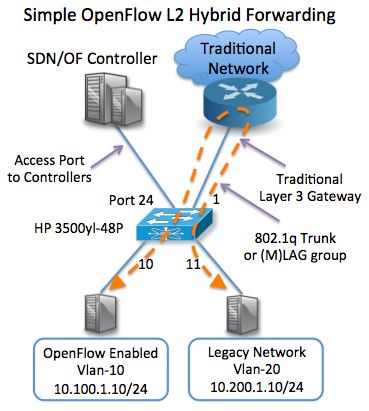 Simple OpenFlow L2 Hybrid Forwarding
SDN/OF Controller
Traditional
Network
Access Port
to Controllers
Traditional
Layer 3 Gateway
Port 24
1
HP 3500yl-48P
802.1q Trunk
or (M)LAG group
10
11
OpenFlow Enabled
Vlan-10
10.100.1.10/24
Legacy Network
Vlan-20
10.200.1.10/24